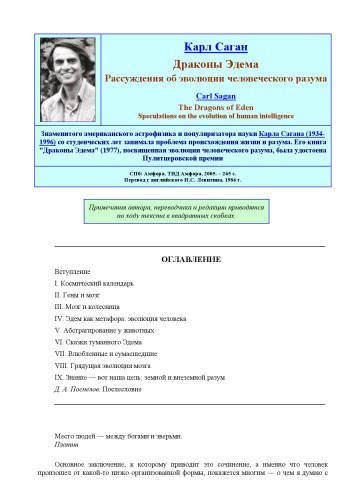 Карл Саган
Драконы Эдема
Рассуждения об эволюции человеческого разума
Carl Sagan
The Dragons of Eden
Speculations on the evolution of human intelligence
Знаменитого американского астрофизика и популяризатора науки Карла Сагана (1934-
1996) со студенческих лет занимала проблема происхождения жизни и разума. Его книга
"Драконы Эдема" (1977), посвященная эволюции человеческого разума, была удостоена
Пулитцеровской премии
СПб: Амфора. ТИД Амфора, 2005. – 265 с.
Перевод с английского Н.С. Левитина, 1986 г.
Примечания автора, переводчика и редакции приводятся
по ходу текста в квадратных скобках.
ОГЛАВЛЕНИЕ
Вступление
I. Космический календарь
II. Гены и мозг
III. Мозг и колесница
IV. Эдем как метафора: эволюция человека
V. Абстрагирование у животных
VI. Сказки туманного Эдема
VII. Влюбленные и сумасшедшие
VIII. Грядущая эволюция мозга
IX. Знание — вот наша цель: земной и внеземной разум
Д. А. Поспелов. Послесловие
Место людей — между богами и зверьми.
Плотин
Основное заключение, к которому приводит это сочинение, а именно что человек
произошел от какой-то низко организованной формы, покажется многим — о чем я думаю с